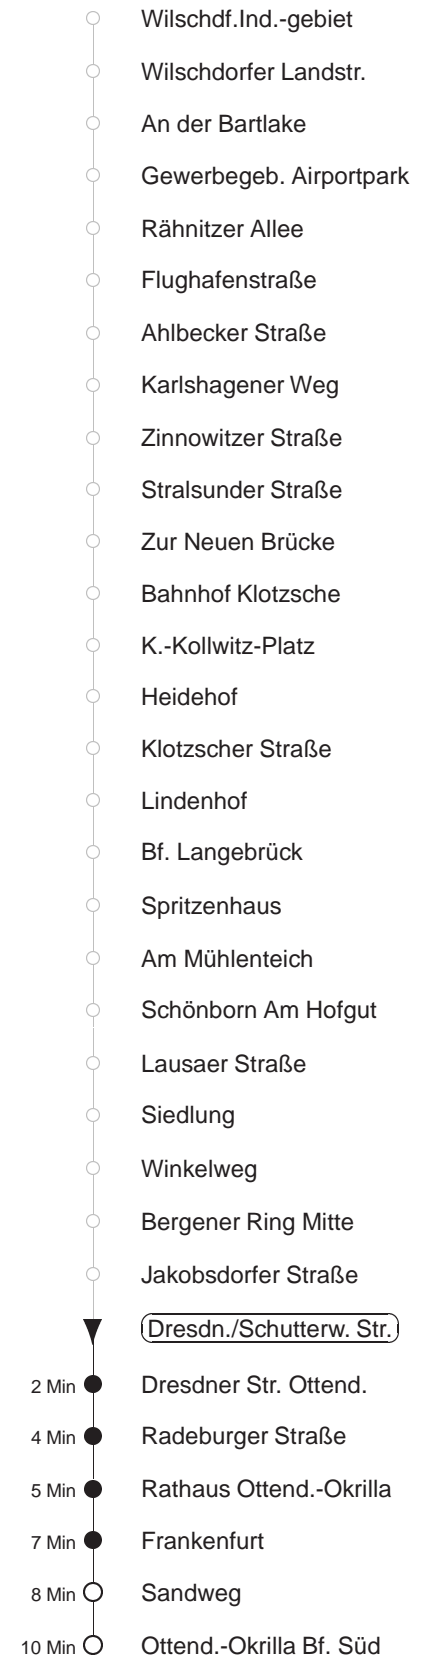 Wilschdf.Ind.-gebiet
Wilschdorfer Landstr.
An der Bartlake
Gewerbegeb. Airportpark
Rähnitzer Allee
Flughafenstraße
Ahlbecker Straße
Karlshagener Weg
Zinnowitzer Straße
Stralsunder Straße
Zur Neuen Brücke
Bahnhof Klotzsche
K.-Kollwitz-Platz
Heidehof
Klotzscher Straße
Lindenhof
Bf. Langebrück
Spritzenhaus
Am Mühlenteich
Schönborn Am Hofgut
Lausaer Straße
Siedlung
Winkelweg
Bergener Ring Mitte
Jakobsdorfer Straße
Dresdn./Schutterw. Str.
2 Min Dresdner Str. Ottend.
4 Min Radeburger Straße
5 Min Rathaus Ottend.-Okrilla
7 Min Frankenfurt
8 Min Sandweg
10 Min Ottend.-Okrilla Bf. Süd